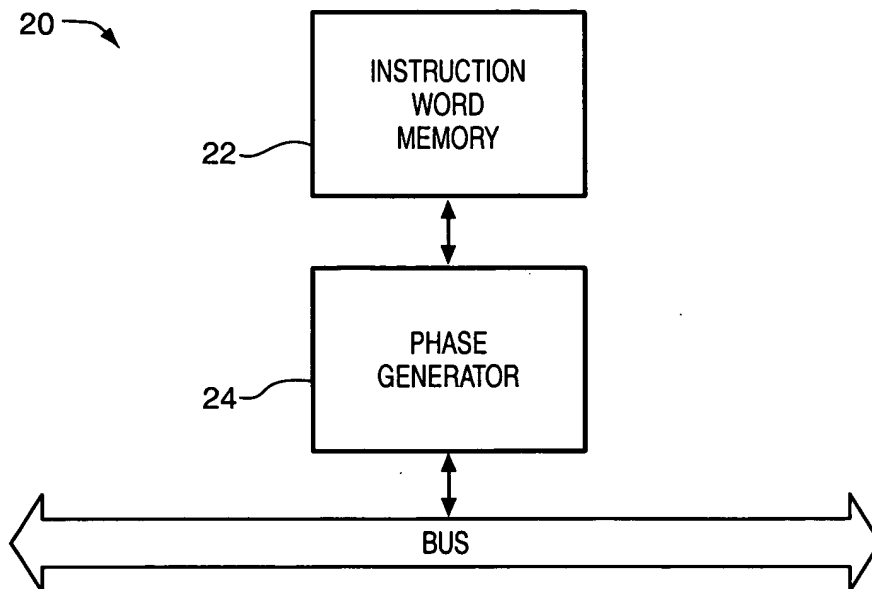 20
INSTRUCTION
WORD
MEMORY
22
PHASE
GENERATOR
24
BUS